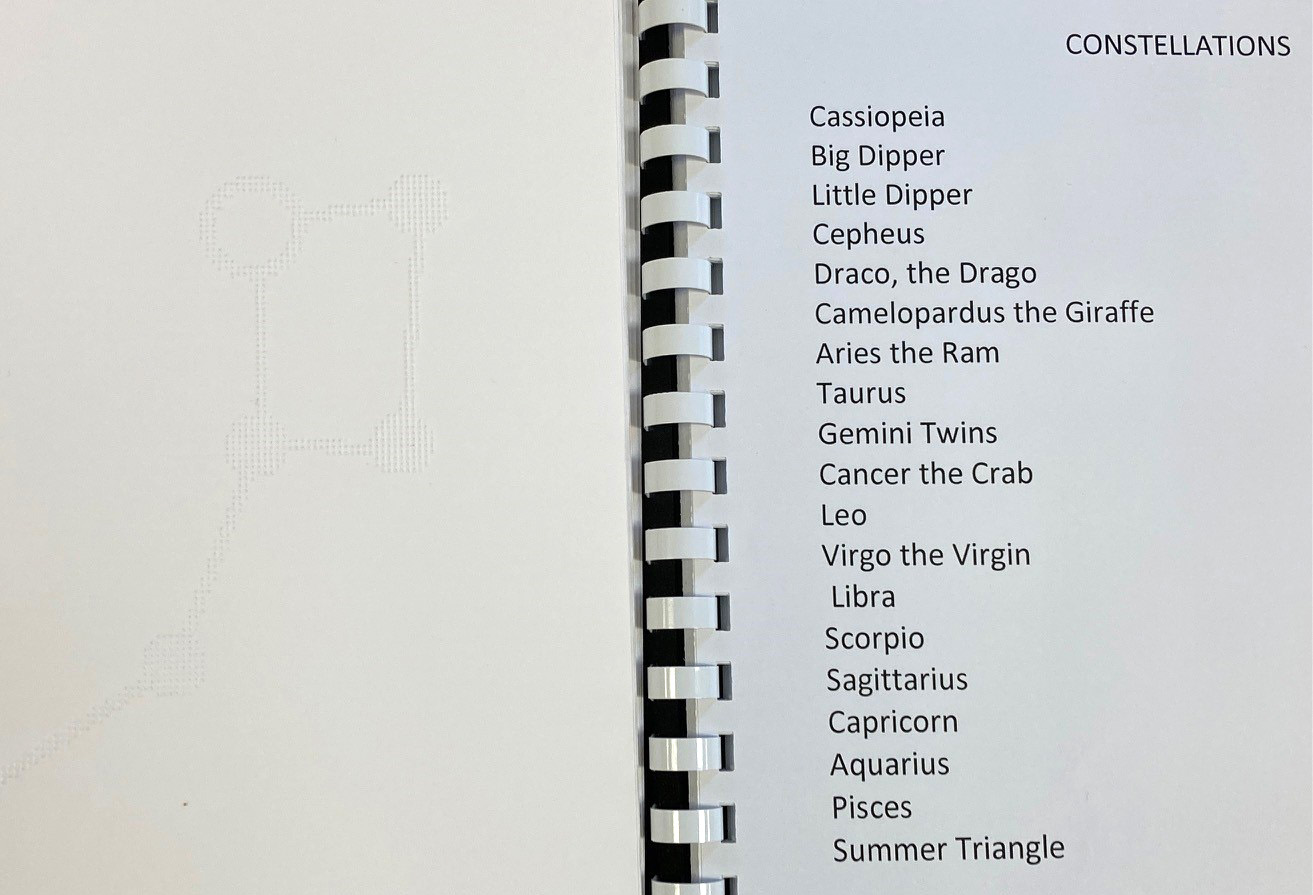 CONSTELLATIONS
Cassiopeia
Big Dipper
Little Dipper
Cepheus
Draco, the Drago
Camelopardus the Giraffe
Aries the Ram
Taurus
Gemini Twins
Cancer the Crab
Leo
Virgo the Virgin
Libra
Scorpio
Sagittarius
Capricorn
Aquarius
Pisces
Summer Triangle